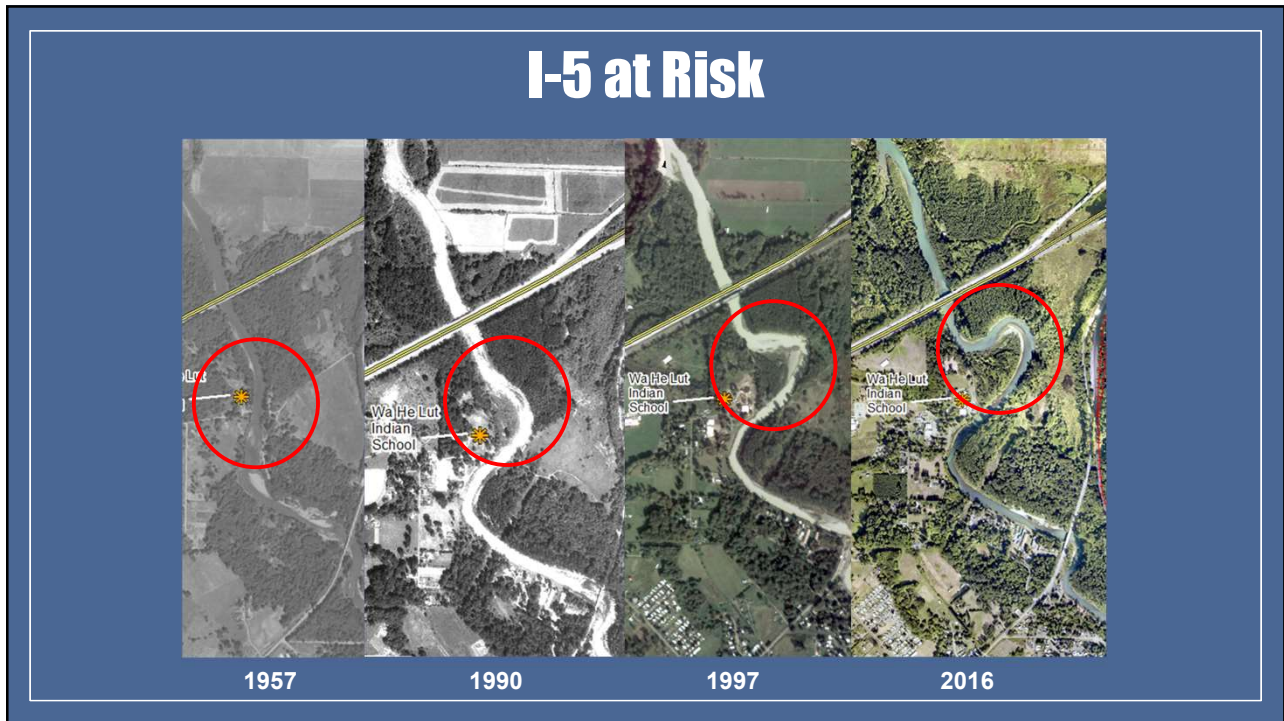 I-5 at Risk
Lut
Wa He Lut
Indian
School
Wa He Lut
Indian
School
Wa He Lut
Indian
School
1957
1990
1997
2016